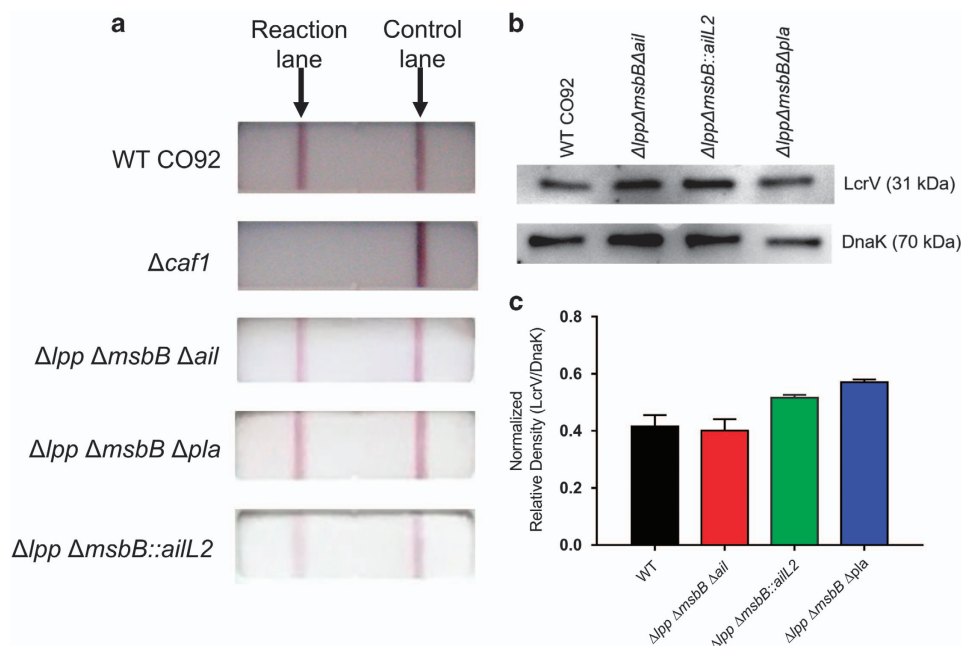 a
Reaction
lane
Control
lane
WT CO92
Δcaf1
Δlpp ΔmsbB Δail
Δlpp ΔmsbB Δpla
Δlpp ΔmsbB::ailL2
b
WT CO92
ΔlppΔmsbBΔail
ΔlppΔmsbB::ailL2
ΔlppΔmsbBΔpla
LcrV (31 kDa)
DnaK (70 kDa)
c
Normalized
Relative Density (LcrV/DnaK)
0.8
0.6
0.4
0.2
0.0
WT
Δlpp ΔmsbB Δail
Δlpp ΔmsbB::ailL2
Δlpp ΔmsbB Δpla